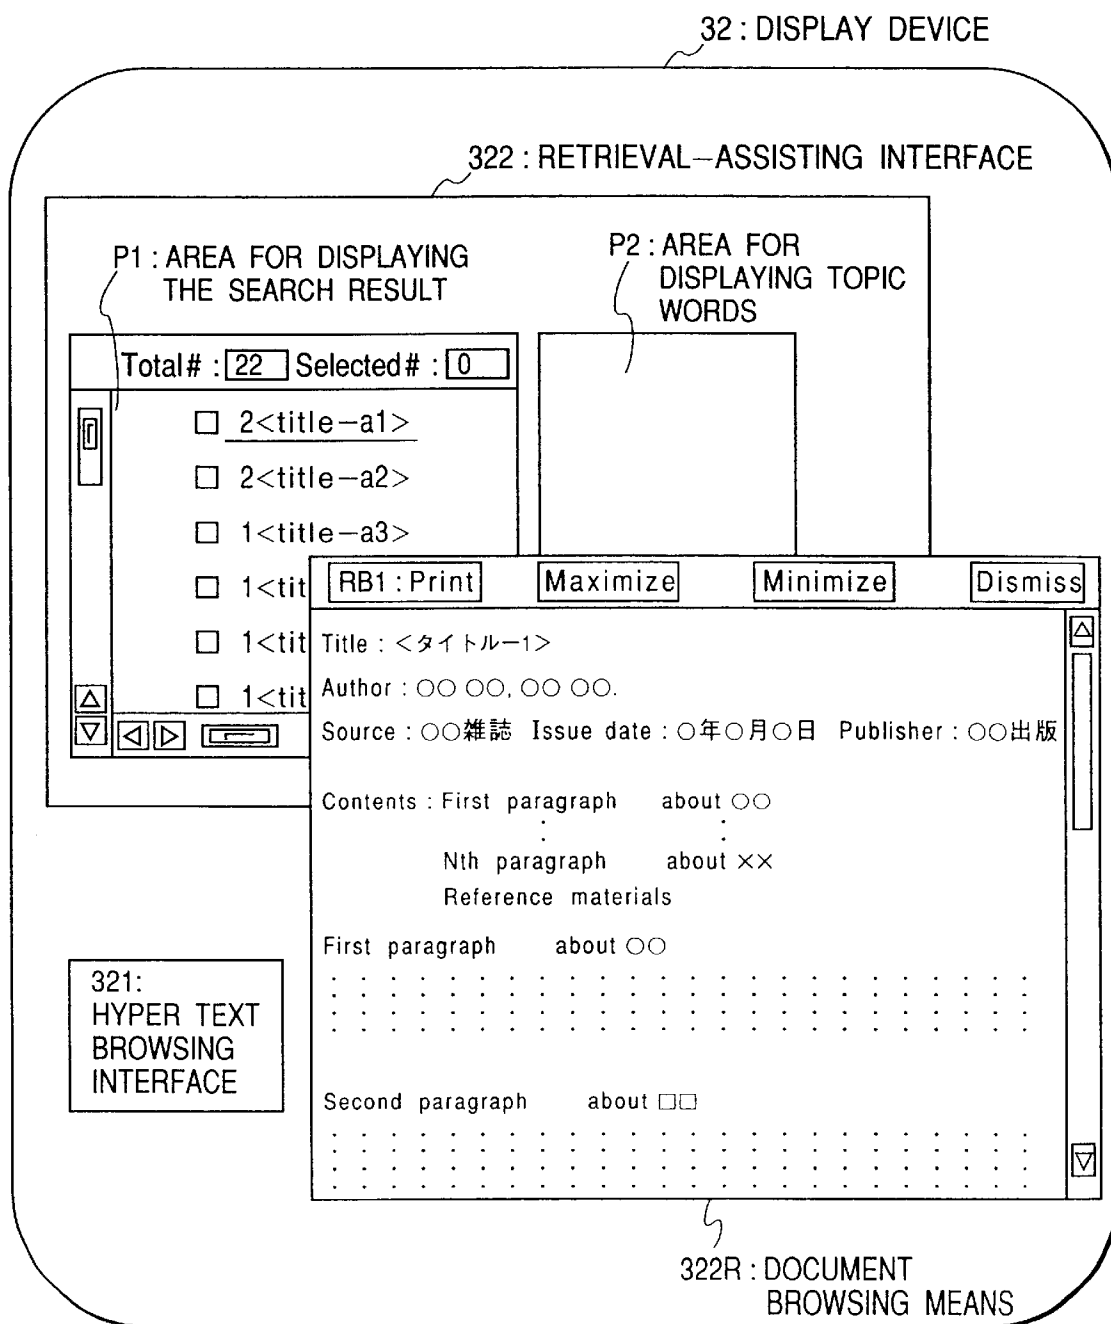 32 : DISPLAY DEVICE
322 : RETRIEVAL-ASSISTING INTERFACE
P1 : AREA FOR DISPLAYING
THE SEARCH RESULT
P2 : AREA FOR
DISPLAYING TOPIC
WORDS
Total# : 22 Selected# : 0
2<title-a1>
2<title-a2>
1<title-a3>
1<tit
1<tit
1<tit
RB1 : Print Maximize Minimize Dismiss
Title : <タイトルー1>
Author : ○○ ○○, ○○ ○○.
Source : ○○雑誌 Issue date : ○年○月○日 Publisher : ○○出版
Contents : First paragraph about ○○
Nth paragraph about ××
Reference materials
First paragraph about ○○
Second paragraph about □□
321:
HYPER TEXT
BROWSING
INTERFACE
322R : DOCUMENT
BROWSING MEANS